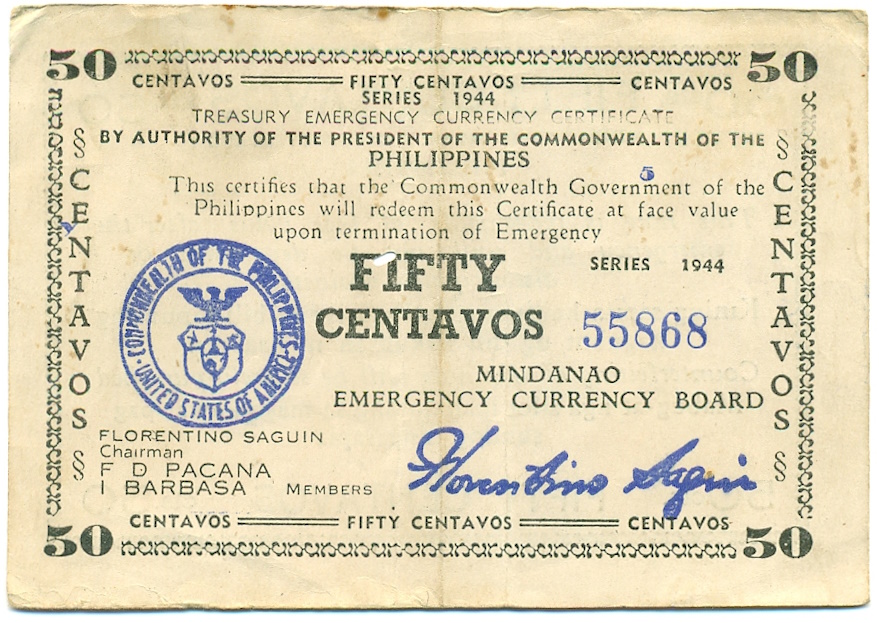 50 50
CENTAVOS FIFTY CENTAVOS CENTAVOS
SERIES 1944
TREASURY EMERGENCY CURRENCY CERTIFICATE
BY AUTHORITY OF THE PRESIDENT OF THE COMMONWEALTH OF THE
PHILIPPINES
5
This certifies that the Commonwealth Government of the
Philippines will redeem this Certificate at face value
upon termination of Emergency
§ CENTAVOS §
§ CENTAVOS §
FIFTY SERIES 1944
CENTAVOS 55868
COMMONWEALTH OF THE PHILIPPINES
UNITED STATES OF AMERICA
MINDANAO
EMERGENCY CURRENCY BOARD
FLORENTINO SAGUIN
Chairman
F D PACANA
I BARBASA MEMBERS
Florentino Saguin
CENTAVOS FIFTY CENTAVOS CENTAVOS
50 50